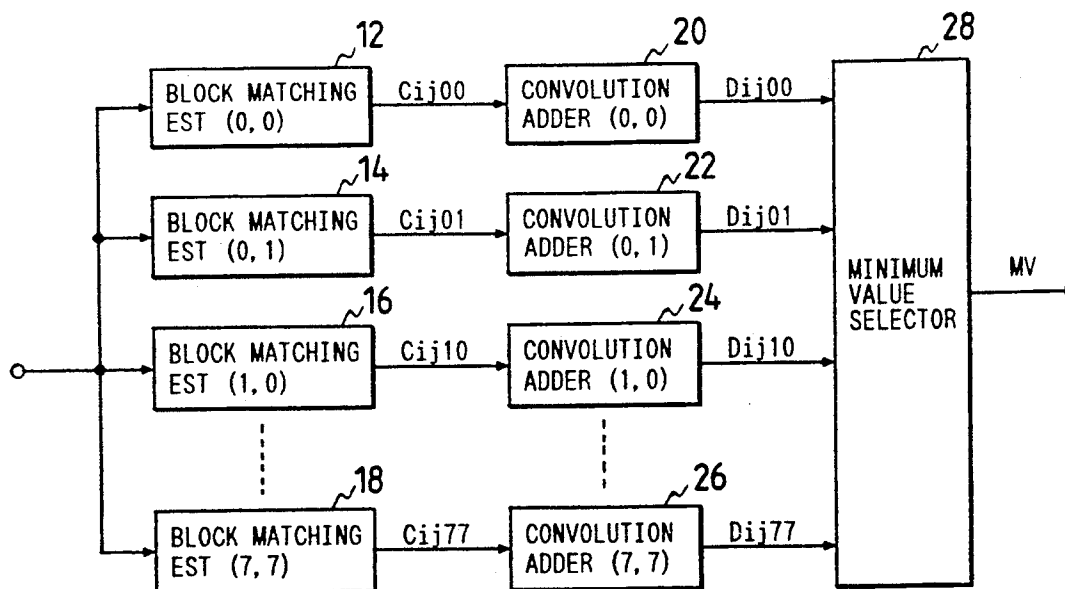 12
20
28
BLOCK MATCHING
EST (0,0)
Cij00
CONVOLUTION
ADDER (0,0)
Dij00
14
22
BLOCK MATCHING
EST (0,1)
Cij01
CONVOLUTION
ADDER (0,1)
Dij01
MINIMUM
VALUE
SELECTOR
MV
16
24
BLOCK MATCHING
EST (1,0)
Cij10
CONVOLUTION
ADDER (1,0)
Dij10
18
26
BLOCK MATCHING
EST (7,7)
Cij77
CONVOLUTION
ADDER (7,7)
Dij77